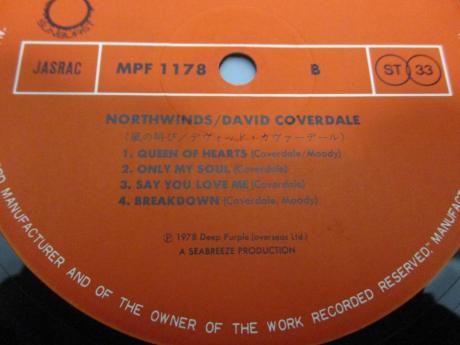 SUNBURST
JASRAC MPF 1178 B ST 33
NORTHWINDS/DAVID COVERDALE
(風の叫び／デヴィッド・カヴァーデール)
1. QUEEN OF HEARTS (Coverdale/Moody)
2. ONLY MY SOUL (Coverdale)
3. SAY YOU LOVE ME (Coverdale)
4. BREAKDOWN (Coverdale, Moody)
Ⓟ 1978 Deep Purple (overseas Ltd.)
A SEABREEZE PRODUCTION
MANUFACTURER AND OF THE OWNER OF THE WORK RECORDED RESERVED."MANUF